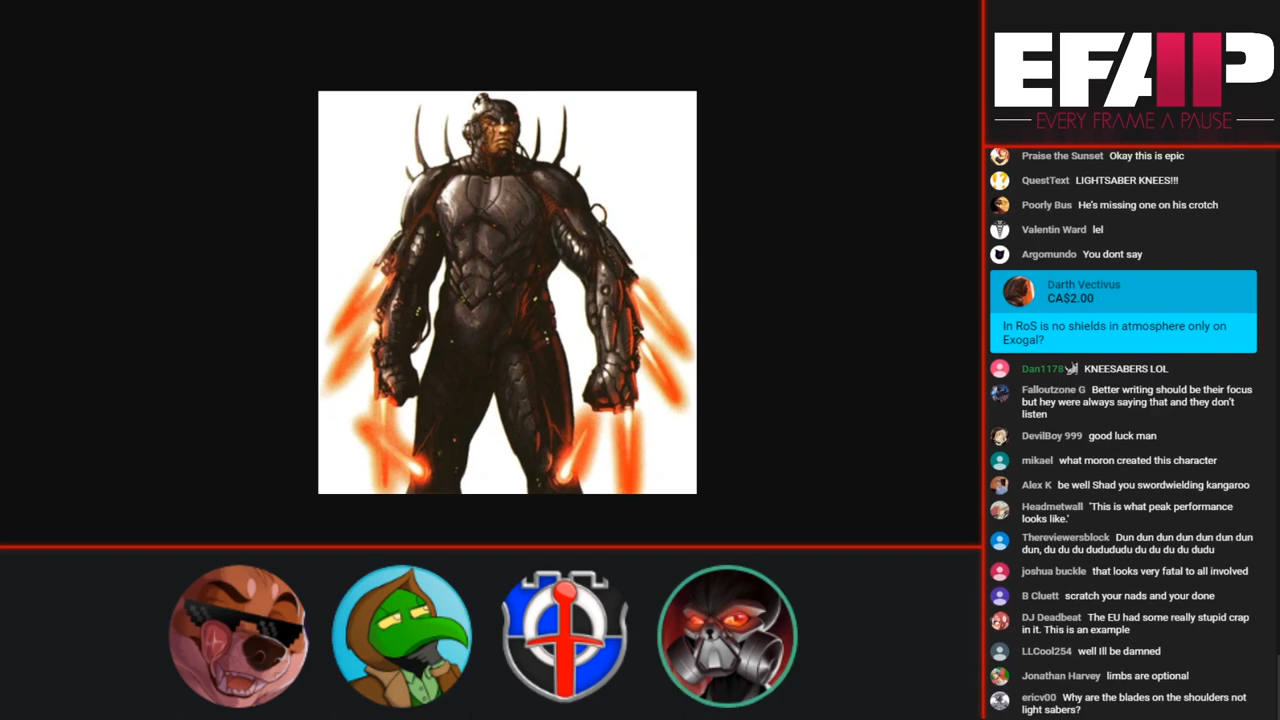 EFAP
EVERY FRAME A PAUSE
Praise the Sunset Okay this is epic
QuestText LIGHTSABER KNEES!!!
Poorly Bus He's missing one on his crotch
Valentin Ward lel
Argomundo You dont say
Darth Vectivus
CA$2.00
In RoS is no shields in atmosphere only on
Exogal?
Dan1178 KNEESABERS LOL
Falloutzone G Better writing should be their focus
but hey were always saying that and they don't
listen
DevilBoy 999 good luck man
mikael what moron created this character
Alex K be well Shad you swordwielding kangaroo
Headmetwall 'This is what peak performance
looks like.'
Thereviewersblock Dun dun dun dun dun dun dun
dun, du du du dudududu du du du du dudu
joshua buckle that looks very fatal to all involved
B Cluett scratch your nads and your done
DJ Deadbeat The EU had some really stupid crap
in it. This is an example
LLCool254 well Ill be damned
Jonathan Harvey limbs are optional
ericv00 Why are the blades on the shoulders not
light sabers?